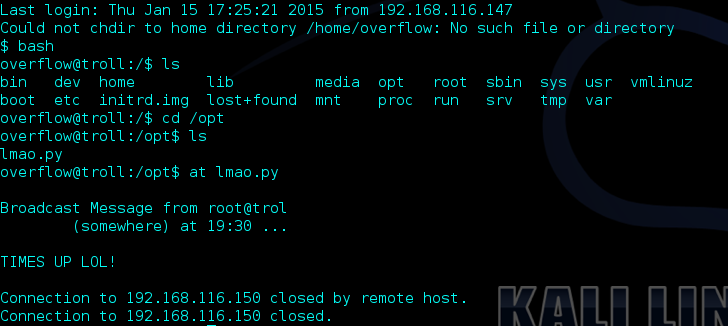 Last login: Thu Jan 15 17:25:21 2015 from 192.168.116.147
Could not chdir to home directory /home/overflow: No such file or directory
$ bash
overflow@troll:/$ ls
bin   dev  home        lib         media  opt   root  sbin  sys  usr  vmlinuz
boot  etc  initrd.img  lost+found  mnt    proc  run   srv   tmp  var
overflow@troll:/$ cd /opt
overflow@troll:/opt$ ls
lmao.py
overflow@troll:/opt$ at lmao.py
Broadcast Message from root@trol
        (somewhere) at 19:30 ...
TIMES UP LOL!
Connection to 192.168.116.150 closed by remote host.
Connection to 192.168.116.150 closed.
KALI LIN